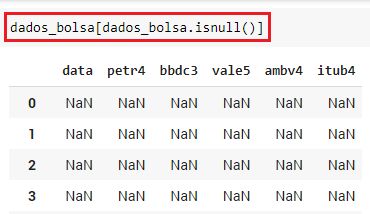 dados_bolsa[dados_bolsa.isnull()]
data petr4 bbdc3 vale5 ambv4 itub4
0 NaN NaN NaN NaN NaN NaN
1 NaN NaN NaN NaN NaN NaN
2 NaN NaN NaN NaN NaN NaN
3 NaN NaN NaN NaN NaN NaN